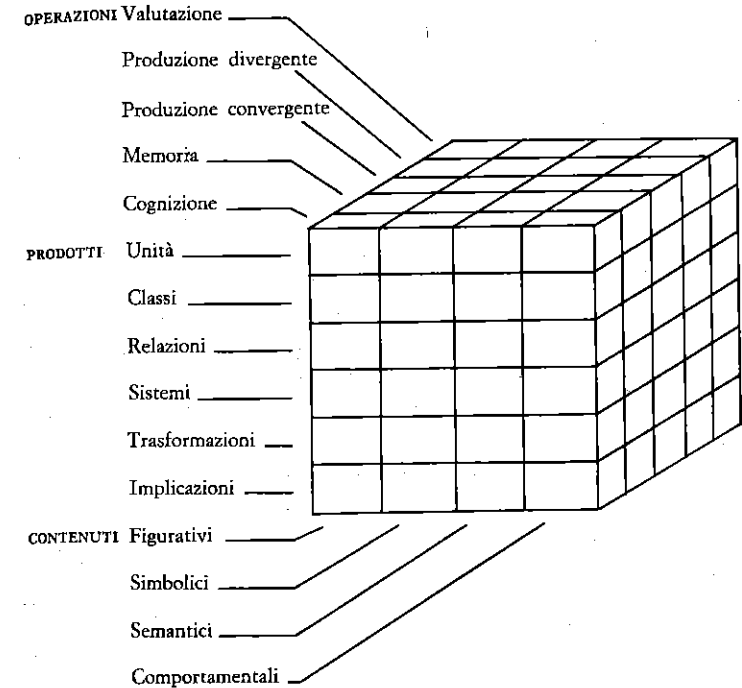 OPERAZIONI Valutazione
Produzione divergente
Produzione convergente
Memoria
Cognizione
PRODOTTI Unità
Classi
Relazioni
Sistemi
Trasformazioni
Implicazioni
CONTENUTI Figurativi
Simbolici
Semantici
Comportamentali